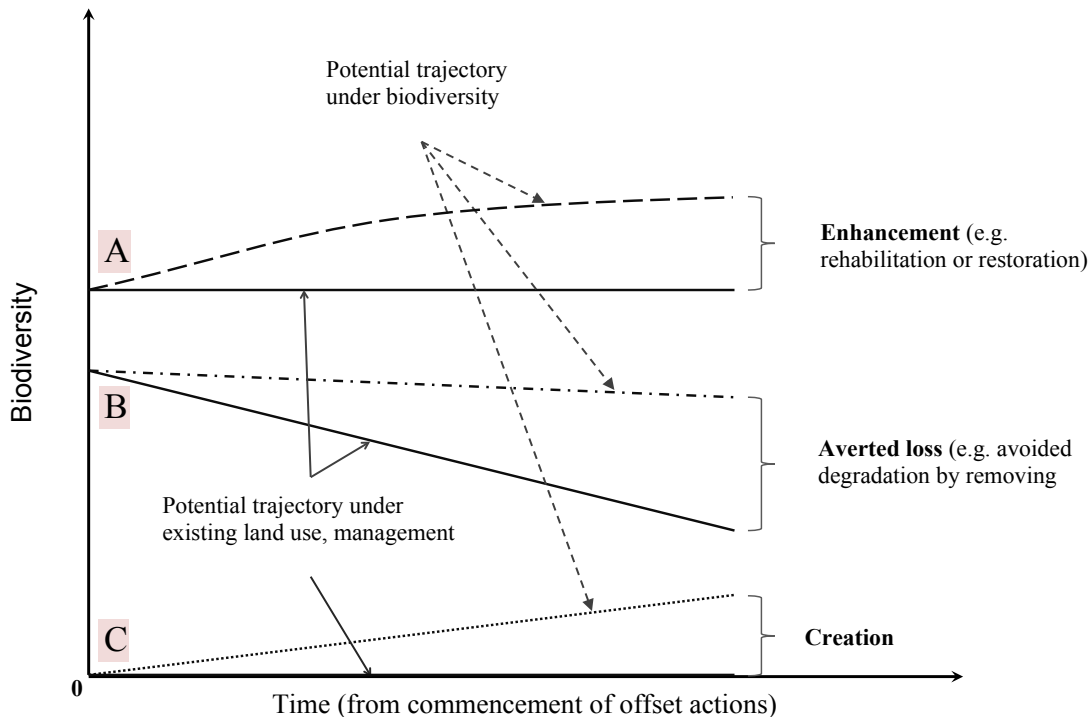 Potential trajectory
under biodiversity
A
Enhancement (e.g.
rehabilitation or restoration)
Biodiversity
B
Averted loss (e.g. avoided
degradation by removing
Potential trajectory under
existing land use, management
C
Creation
0
Time (from commencement of offset actions)